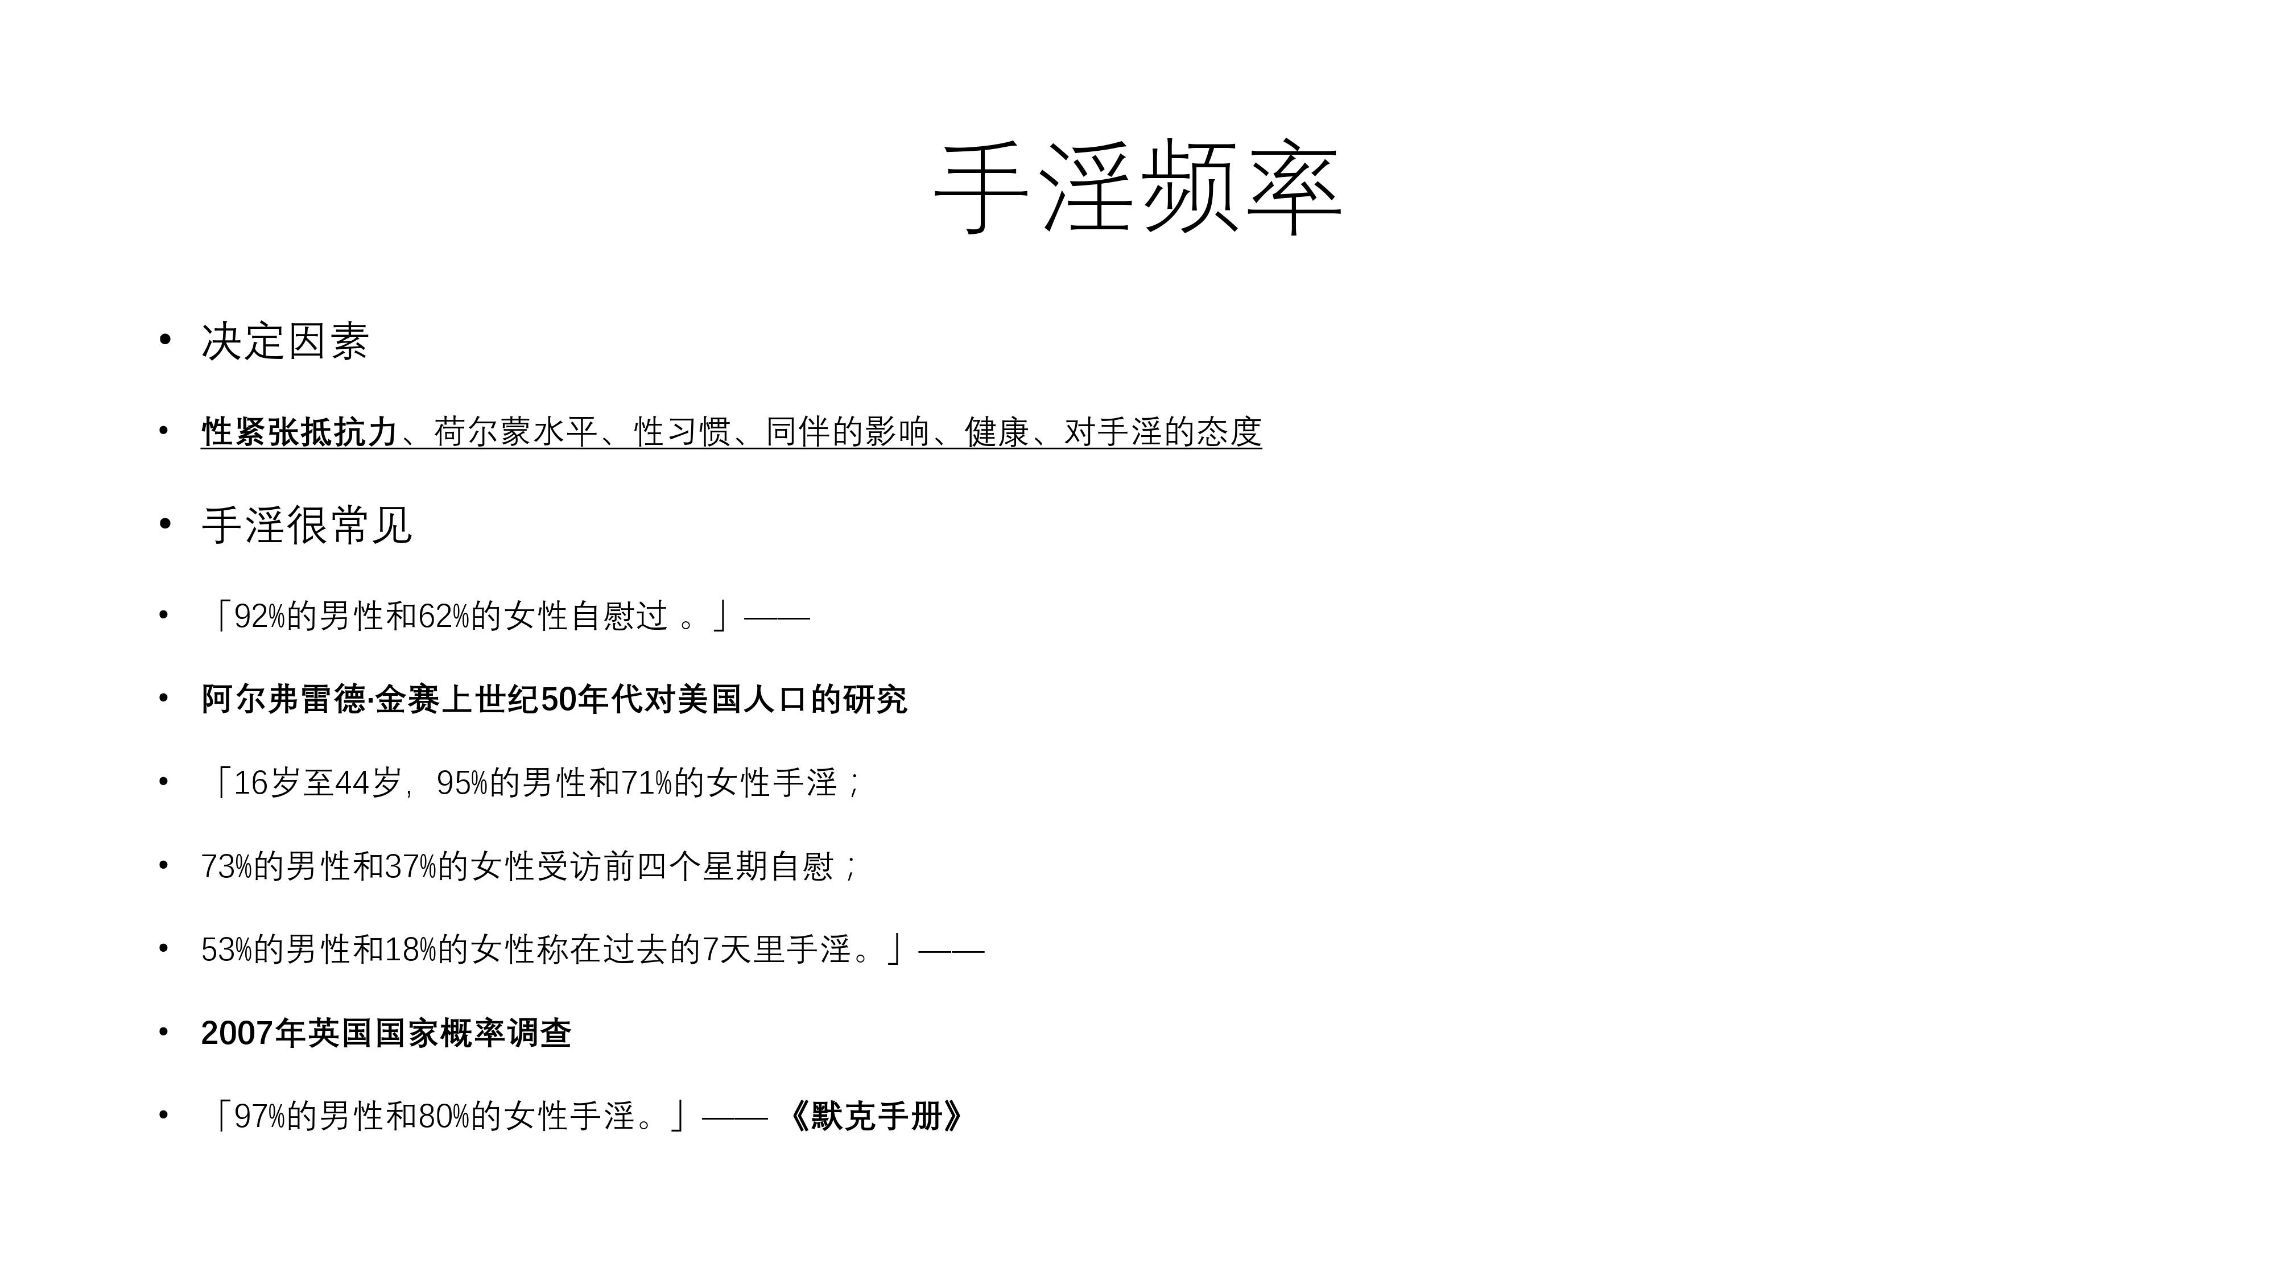 手淫频率
• 决定因素
• 性紧张抵抗力、荷尔蒙水平、性习惯、同伴的影响、健康、对手淫的态度
• 手淫很常见
• 「92%的男性和62%的女性自慰过 。」——
• 阿尔弗雷德·金赛上世纪50年代对美国人口的研究
• 「16岁至44岁，95%的男性和71%的女性手淫；
• 73%的男性和37%的女性受访前四个星期自慰；
• 53%的男性和18%的女性称在过去的7天里手淫。」——
• 2007年英国国家概率调查
• 「97%的男性和80%的女性手淫。」—— 《默克手册》